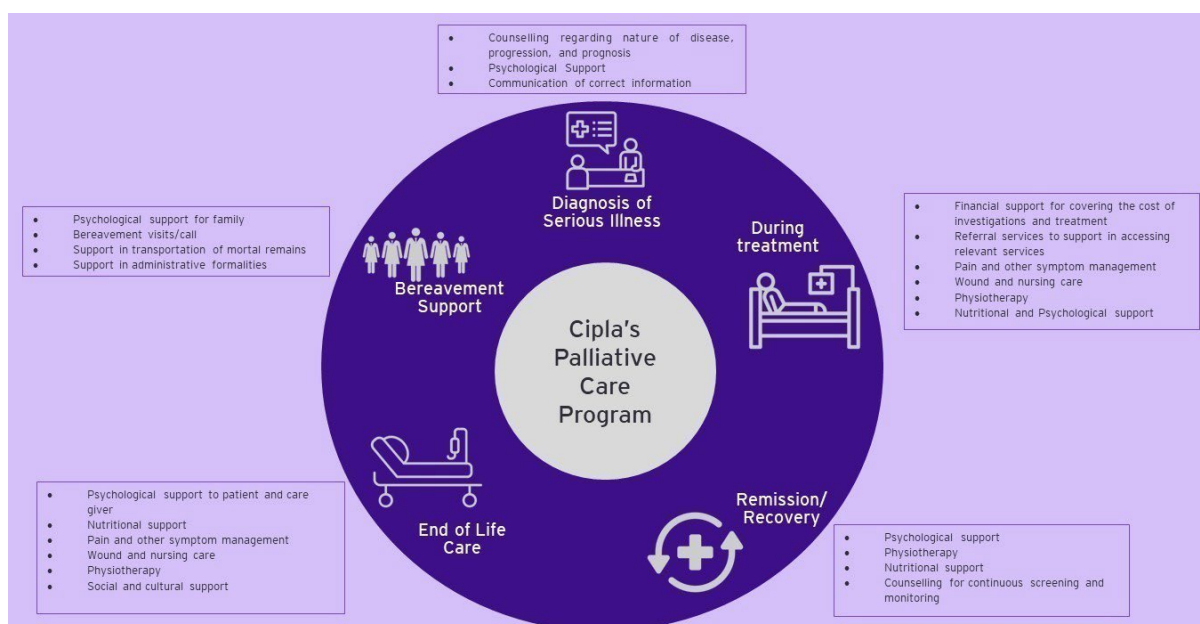 Counselling regarding nature of disease,
progression, and prognosis
Psychological Support
Communication of correct information
Diagnosis of
Serious Illness
Psychological support for family
Bereavement visits/call
Support in transportation of mortal remains
Support in administrative formalities
Bereavement
Support
During
treatment
Financial support for covering the cost of
investigations and treatment
Referral services to support in accessing
relevant services
Pain and other symptom management
Wound and nursing care
Physiotherapy
Nutritional and Psychological support
Cipla's
Palliative
Care
Program
Psychological support to patient and care
giver
Nutritional support
Pain and other symptom management
Wound and nursing care
Physiotherapy
Social and cultural support
End of Life
Care
Remission/
Recovery
Psychological support
Physiotherapy
Nutritional support
Counselling for continuous screening and
monitoring